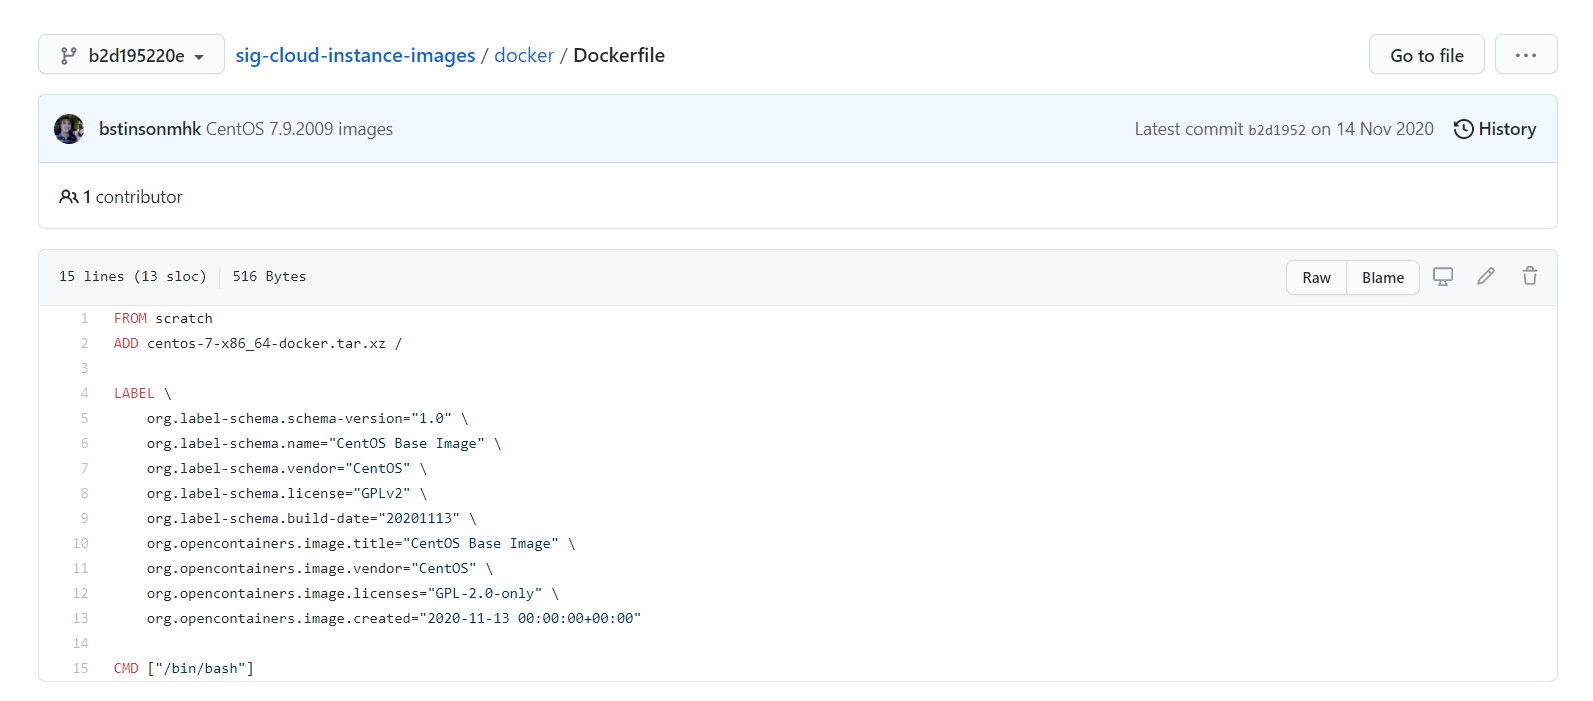 b2d195220e sig-cloud-instance-images / docker / Dockerfile Go to file ···
bstinsonmhk CentOS 7.9.2009 images Latest commit b2d1952 on 14 Nov 2020 History
1 contributor
15 lines (13 sloc) 516 Bytes Raw Blame
1 FROM scratch
2 ADD centos-7-x86_64-docker.tar.xz /
3
4 LABEL \
5 org.label-schema.schema-version="1.0" \
6 org.label-schema.name="CentOS Base Image" \
7 org.label-schema.vendor="CentOS" \
8 org.label-schema.license="GPLv2" \
9 org.label-schema.build-date="20201113" \
10 org.opencontainers.image.title="CentOS Base Image" \
11 org.opencontainers.image.vendor="CentOS" \
12 org.opencontainers.image.licenses="GPL-2.0-only" \
13 org.opencontainers.image.created="2020-11-13 00:00:00+00:00"
14
15 CMD ["/bin/bash"]